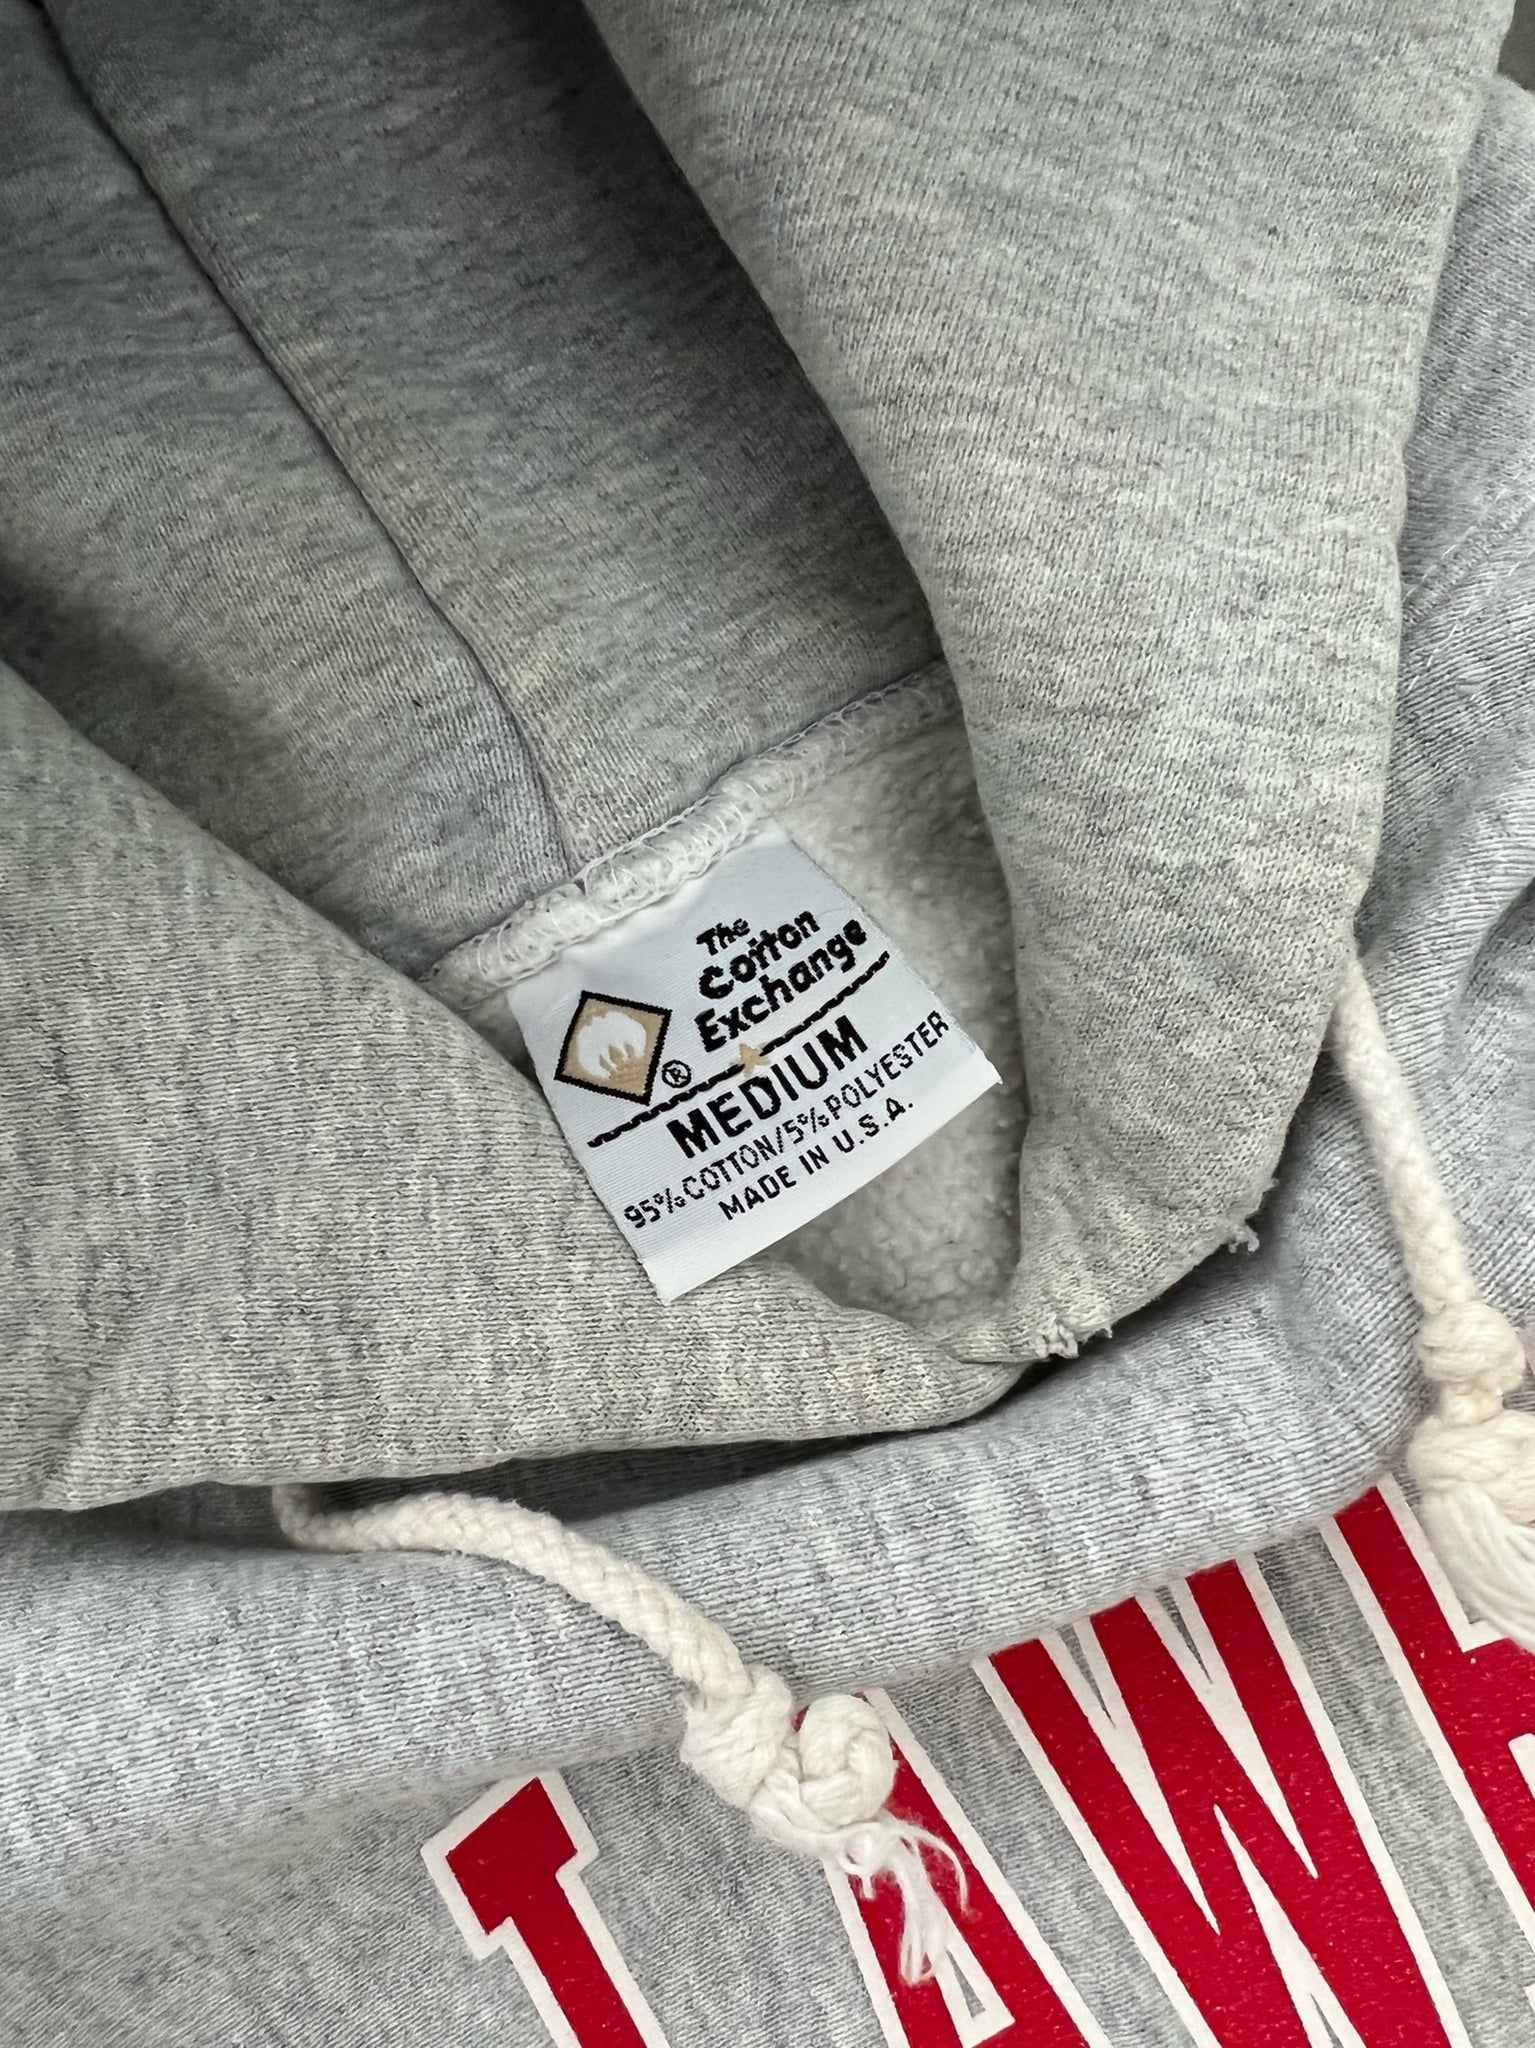 The
Cotton
Exchange
®
MEDIUM
95%COTTON/5%POLYESTER
MADE IN U.S.A.